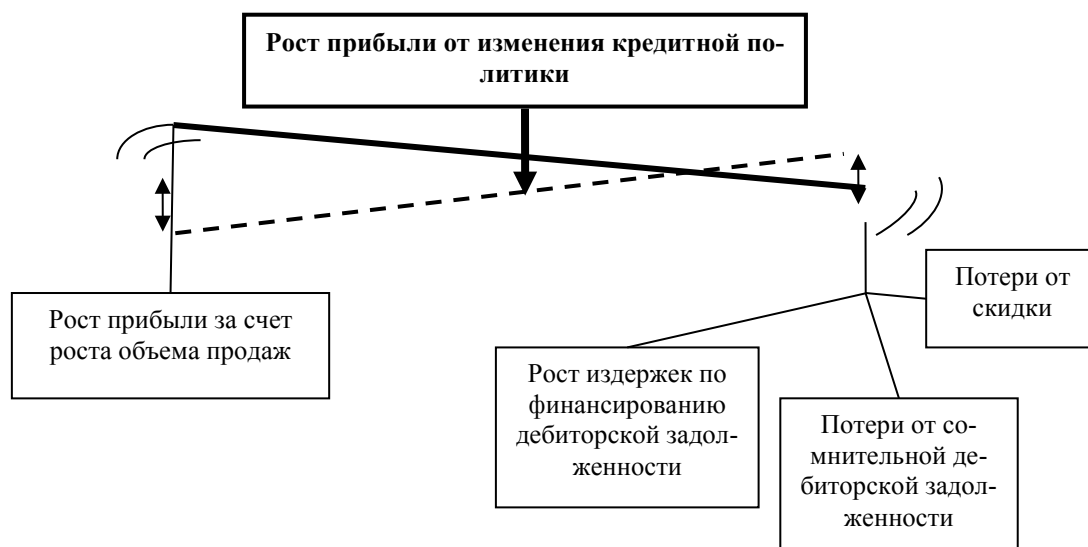 Рост прибыли от изменения кредитной по-
литики
Рост прибыли за счет
роста объема продаж
Потери от
скидки
Рост издержек по
финансированию
дебиторской задол-
женности
Потери от со-
мнительной де-
биторской задол-
женности